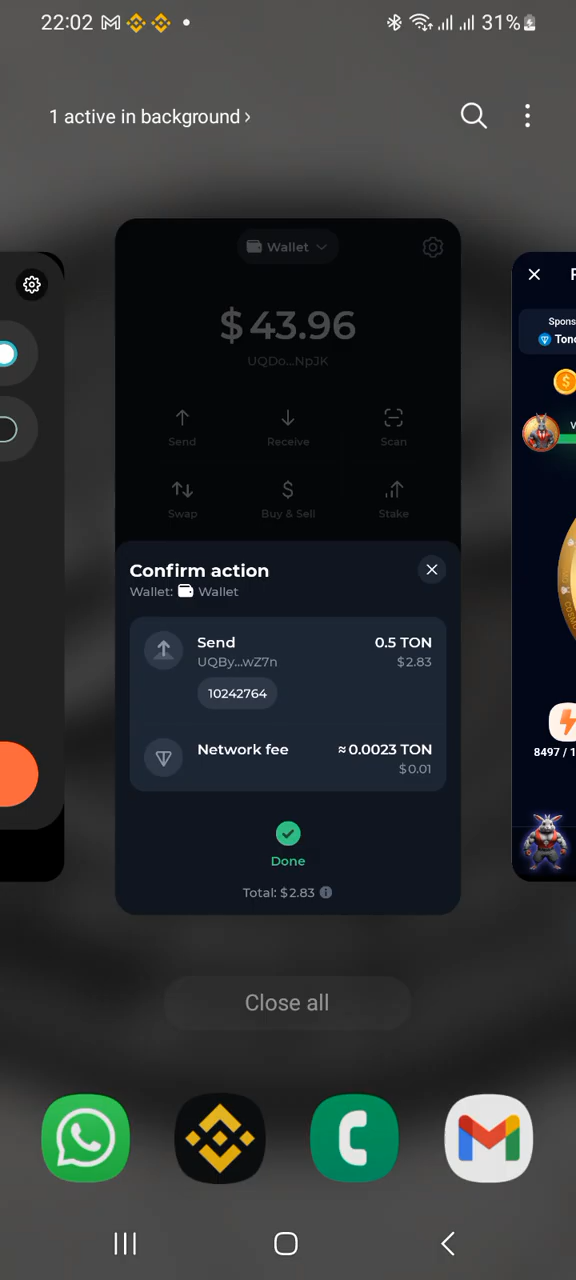 22:02
31%
1 active in background ›
Wallet
$ 43.96
UQDo...NpJK
Send
Receive
Scan
Swap
Buy & Sell
Stake
Confirm action
Wallet: Wallet
Send 0.5 TON
UQBy...wZ7n $2.83
10242764
Network fee ≈ 0.0023 TON
$0.01
Done
Total: $2.83
Spons
Tono
8497 / 1
Close all